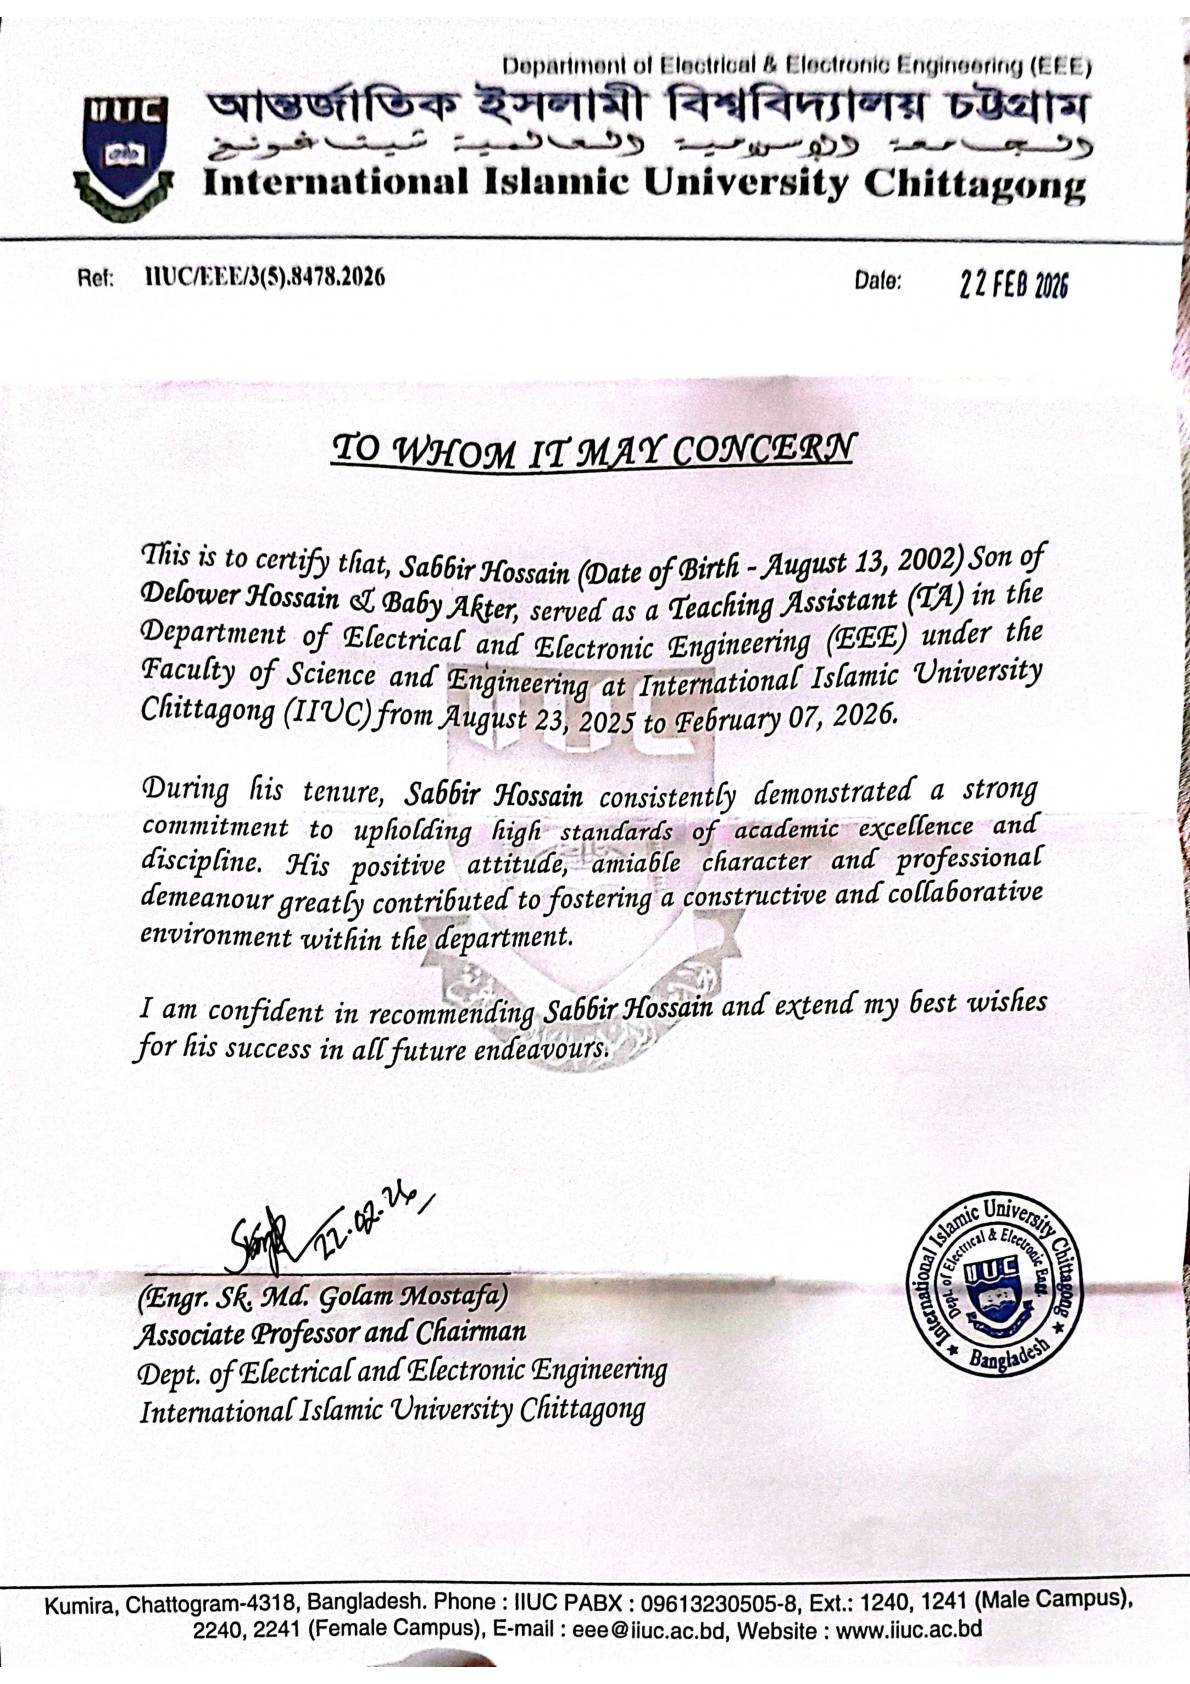 Department of Electrical & Electronic Engineering (EEE)
IIUC
আন্তর্জাতিক ইসলামী বিশ্ববিদ্যালয় চট্টগ্রাম
International Islamic University Chittagong
Ref: IIUC/EEE/3(5).8478.2026
Date: 22 FEB 2026
TO WHOM IT MAY CONCERN
This is to certify that, Sabbir Hossain (Date of Birth - August 13, 2002) Son of
Delower Hossain & Baby Akter, served as a Teaching Assistant (TA) in the
Department of Electrical and Electronic Engineering (EEE) under the
Faculty of Science and Engineering at International Islamic University
Chittagong (IIUC) from August 23, 2025 to February 07, 2026.
During his tenure, Sabbir Hossain consistently demonstrated a strong
commitment to upholding high standards of academic excellence and
discipline. His positive attitude, amiable character and professional
demeanour greatly contributed to fostering a constructive and collaborative
environment within the department.
I am confident in recommending Sabbir Hossain and extend my best wishes
for his success in all future endeavours.
IIUC
22.02.26
(Engr. Sk. Md. Golam Mostafa)
Associate Professor and Chairman
Dept. of Electrical and Electronic Engineering
International Islamic University Chittagong
International Islamic University Chittagong
Dept. of Electrical & Electronic Engg.
IIUC
★ Bangladesh ★
Kumira, Chattogram-4318, Bangladesh. Phone : IIUC PABX : 09613230505-8, Ext.: 1240, 1241 (Male Campus),
2240, 2241 (Female Campus), E-mail : eee@iiuc.ac.bd, Website : www.iiuc.ac.bd